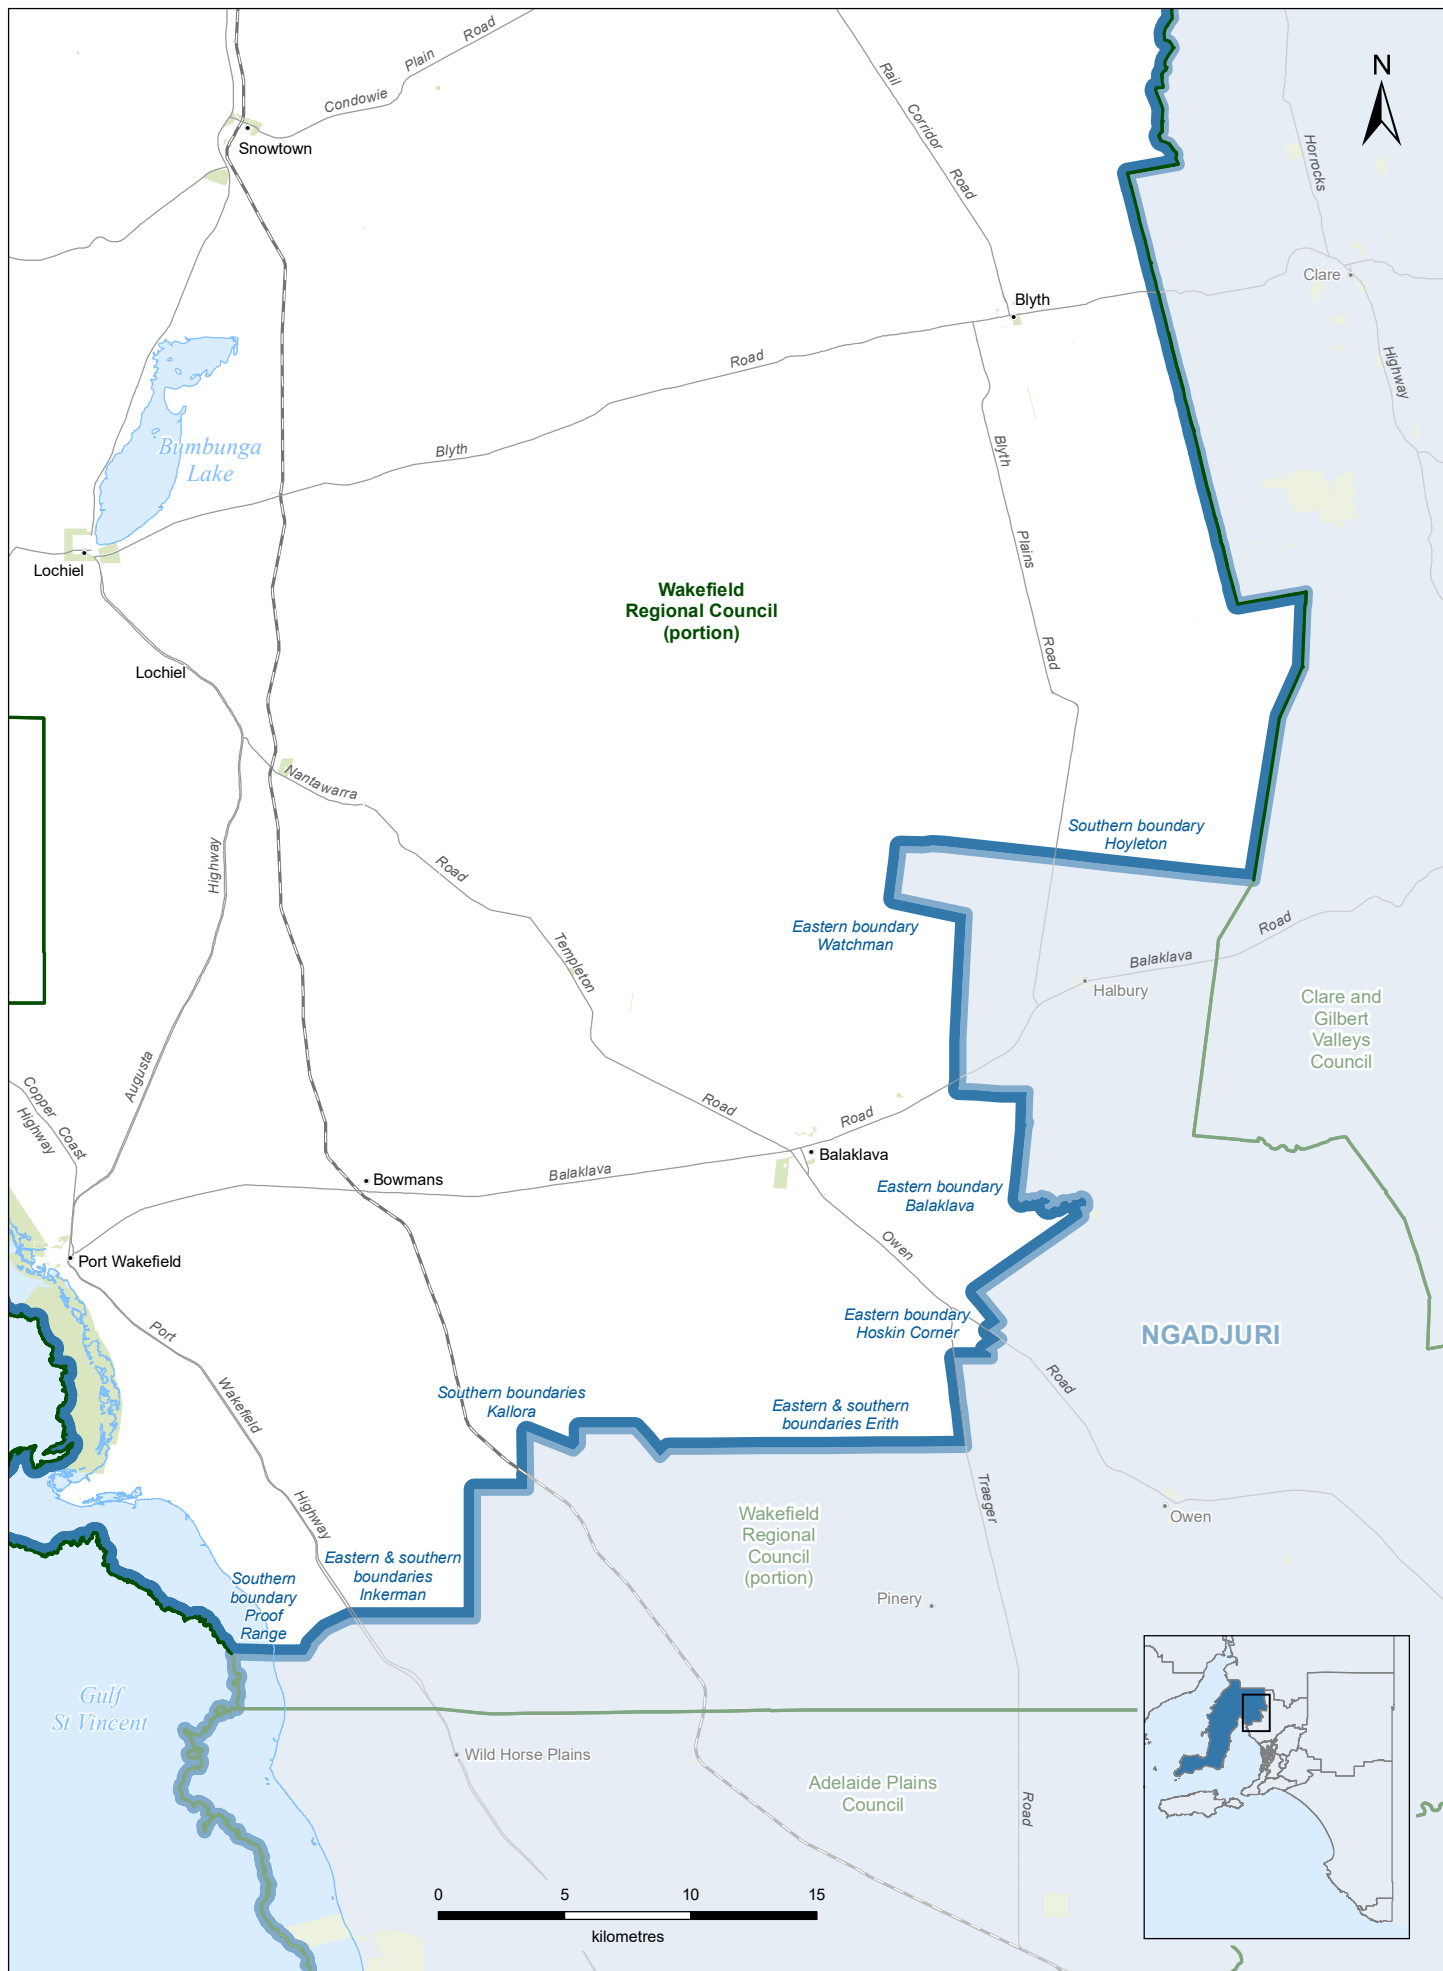 Condowie
Plain
Road
Snowtown
Rail
Corridor
Road
N
Horrocks
Clare
Highway
Blyth
Road
Blyth
Bumbunga
Lake
Blyth
Plains
Road
Lochiel
Lochiel
Wakefield
Regional Council
(portion)
Nantawarra
Road
Templeton
Road
Highway
Augusta
Southern boundary
Hoyleton
Eastern boundary
Watchman
Balaklava
Road
Halbury
Clare and
Gilbert
Valleys
Council
Copper
Coast
Highway
Road
Balaklava
Bowmans
Balaklava
Eastern boundary
Balaklava
Owen
Port Wakefield
Port
Wakefield
Highway
Eastern boundary
Hoskin Corner
NGADJURI
Road
Southern boundaries
Kallora
Eastern & southern
boundaries Erith
Traeger
Wakefield
Regional
Council
(portion)
Owen
Eastern & southern
boundaries
Inkerman
Southern
boundary
Proof
Range
Pinery
Gulf
St Vincent
Wild Horse Plains
Adelaide Plains
Council
Road
0 5 10 15
kilometres